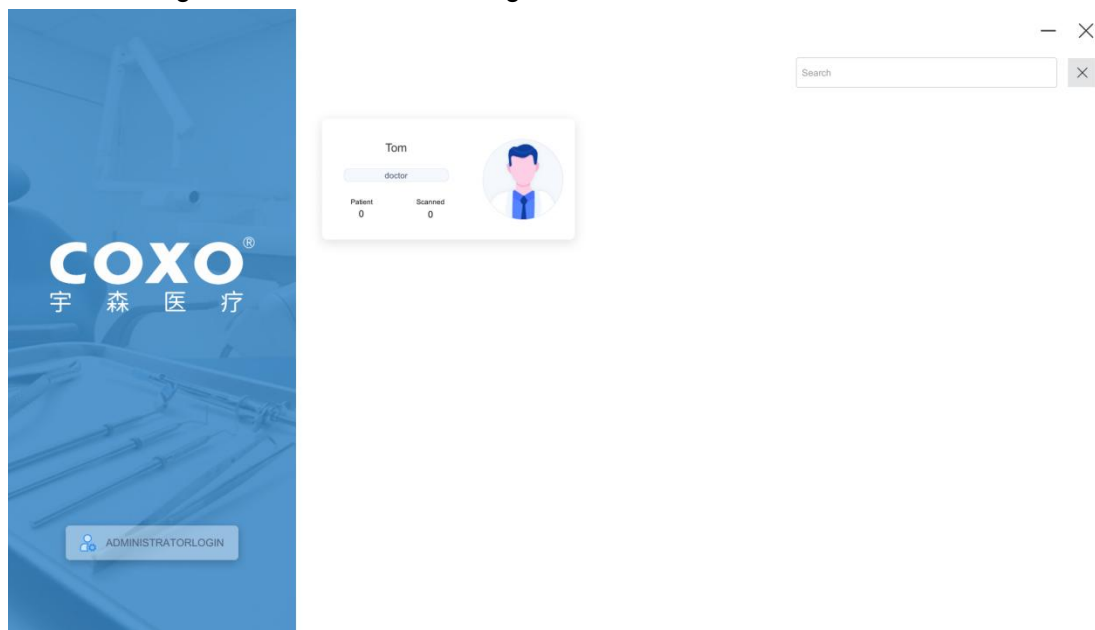 Search
Tom
doctor
Patient Scanned
0 0
COXO®
宇森医疗
ADMINISTRATORLOGIN